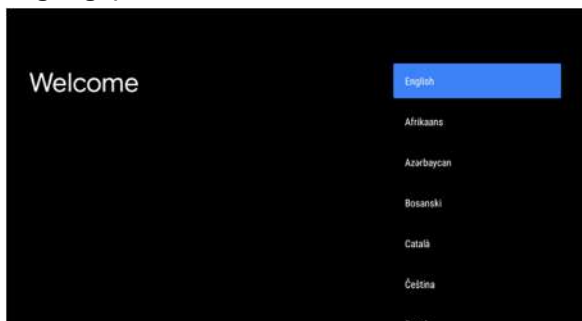 Welcome
English
Afrikaans
Azərbaycan
Bosanski
Català
Čeština